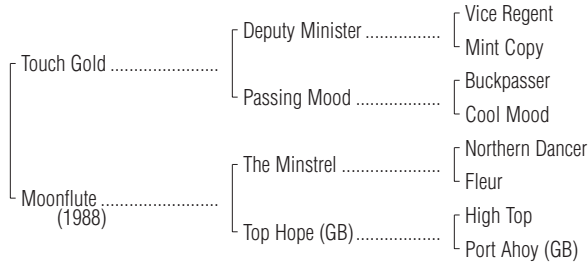 Vice Regent
Deputy Minister ................
Mint Copy
Touch Gold .......................
Buckpasser
Passing Mood ..................
Cool Mood
Northern Dancer
The Minstrel .....................
Fleur
Moonflute .........................
(1988)
High Top
Top Hope (GB)..................
Port Ahoy (GB)